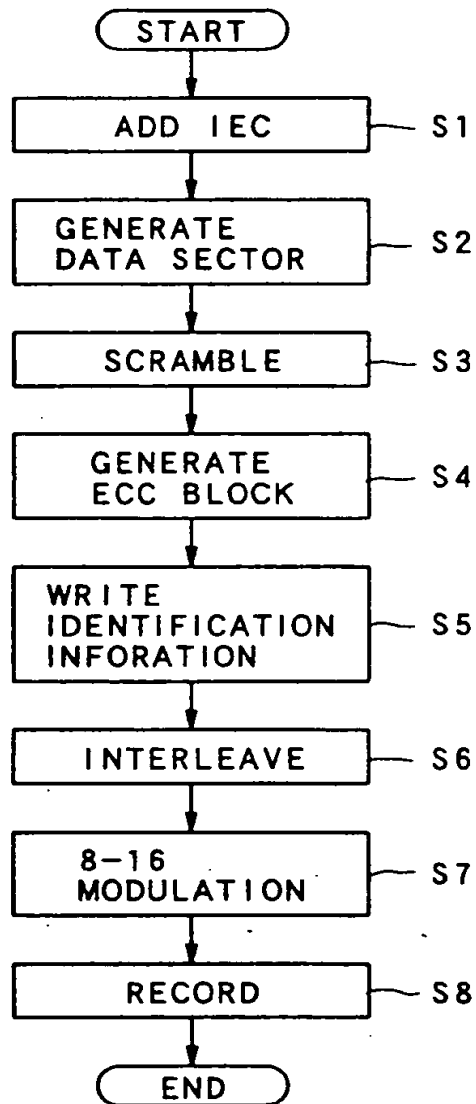 START
ADD IEC
S1
GENERATE
DATA SECTOR
S2
SCRAMBLE
S3
GENERATE
ECC BLOCK
S4
WRITE
IDENTIFICATION
INFORATION
S5
INTERLEAVE
S6
8-16
MODULATION
S7
RECORD
S8
END